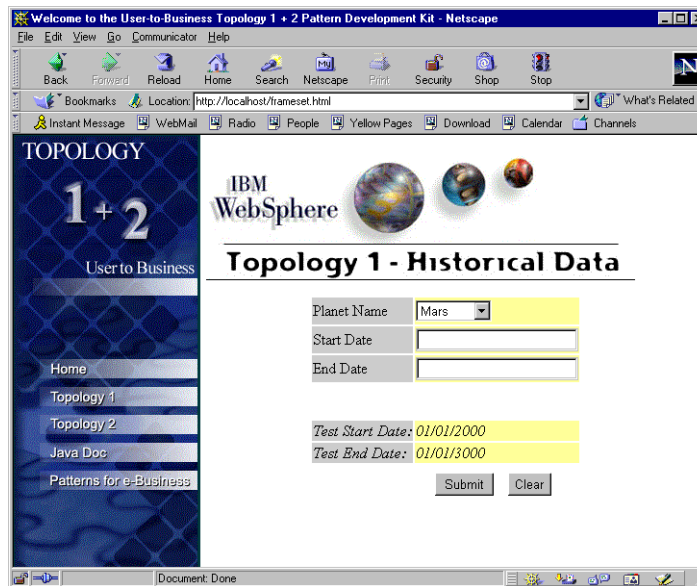 Welcome to the User-to-Business Topology 1 + 2 Pattern Development Kit - Netscape
File Edit View Go Communicator Help
Back Forward Reload Home Search Netscape Print Security Shop Stop
N
Bookmarks Location: http://localhost/frameset.html What's Related
Instant Message WebMail Radio People Yellow Pages Download Calendar Channels
TOPOLOGY
1+2
User to Business
Home
Topology 1
Topology 2
Java Doc
Patterns for e-Business
IBM
WebSphere
Topology 1 - Historical Data
Planet Name Mars
Start Date
End Date
Test Start Date: 01/01/2000
Test End Date: 01/01/3000
Submit Clear
Document: Done